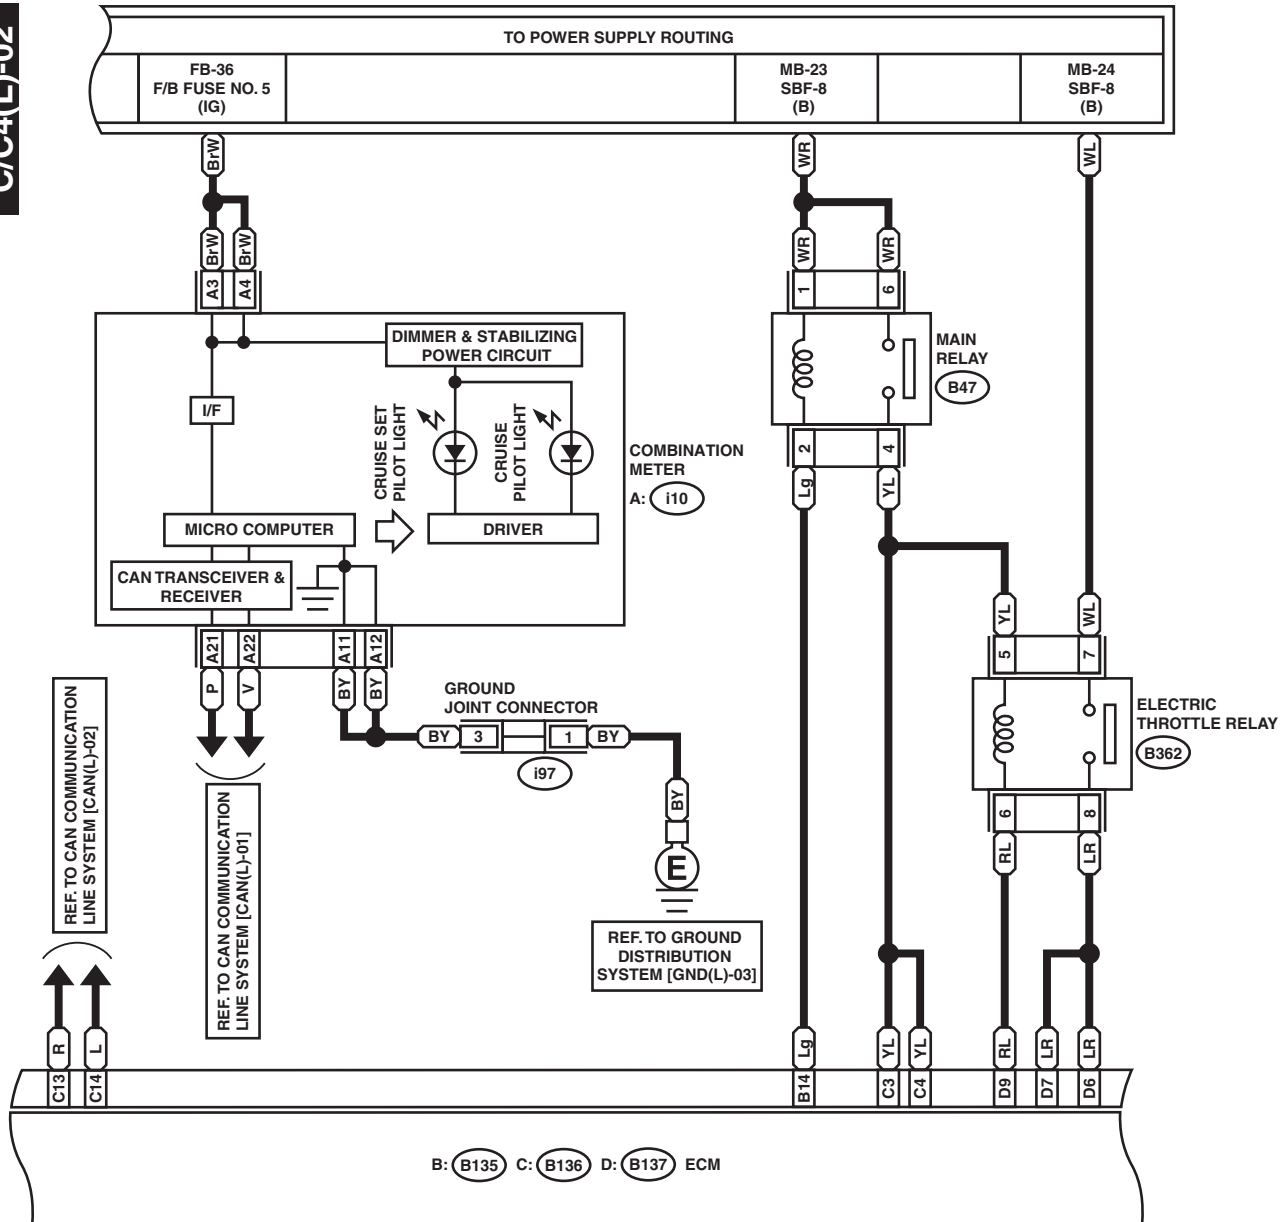 C/C4(L)-02
TO POWER SUPPLY ROUTING
FB-36
F/B FUSE NO. 5
(IG)
MB-23
SBF-8
(B)
MB-24
SBF-8
(B)
BrW
WR
WL
BrW
BrW
WR
WR
A3
A4
1
6
DIMMER & STABILIZING
POWER CIRCUIT
MAIN
RELAY
B47
I/F
CRUISE SET
PILOT LIGHT
CRUISE
PILOT LIGHT
COMBINATION
METER
A: i10
2
4
Lg
YL
MICRO COMPUTER
DRIVER
CAN TRANSCEIVER &
RECEIVER
YL
WL
A21
A22
A11
A12
5
7
P
V
BY
BY
GROUND
JOINT CONNECTOR
BY
3
1
BY
i97
ELECTRIC
THROTTLE RELAY
B362
REF. TO CAN COMMUNICATION
LINE SYSTEM [CAN(L)-02]
REF. TO CAN COMMUNICATION
LINE SYSTEM [CAN(L)-01]
BY
E
6
8
RL
LR
REF. TO GROUND
DISTRIBUTION
SYSTEM [GND(L)-03]
R
L
Lg
YL
YL
RL
LR
LR
C13
C14
B14
C3
C4
D9
D7
D6
B: B135 C: B136 D: B137 ECM